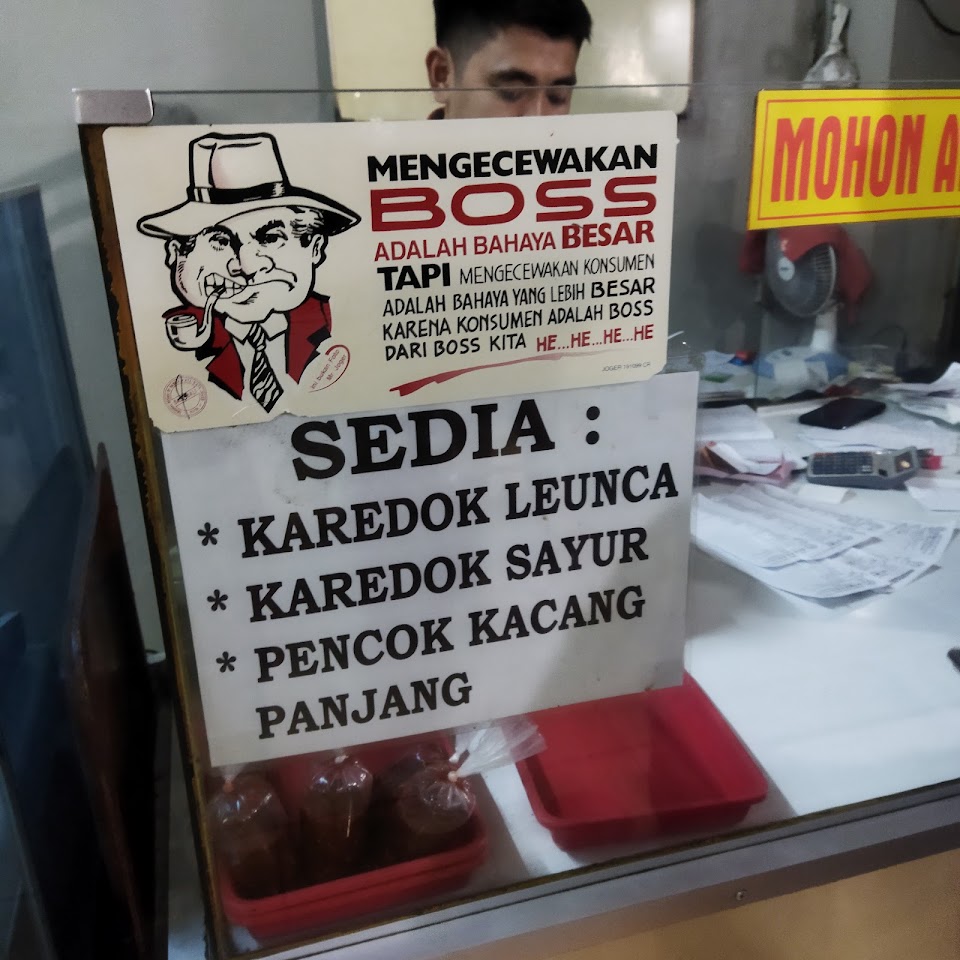 MENGECEWAKAN
BOSS
ADALAH BAHAYA BESAR
TAPI MENGECEWAKAN KONSUMEN
ADALAH BAHAYA YANG LEBIH BESAR
KARENA KONSUMEN ADALAH BOSS
DARI BOSS KITA HE...HE...HE...HE
SEDIA :
* KAREDOK LEUNCA
* KAREDOK SAYUR
* PENCOK KACANG
PANJANG
MOHON